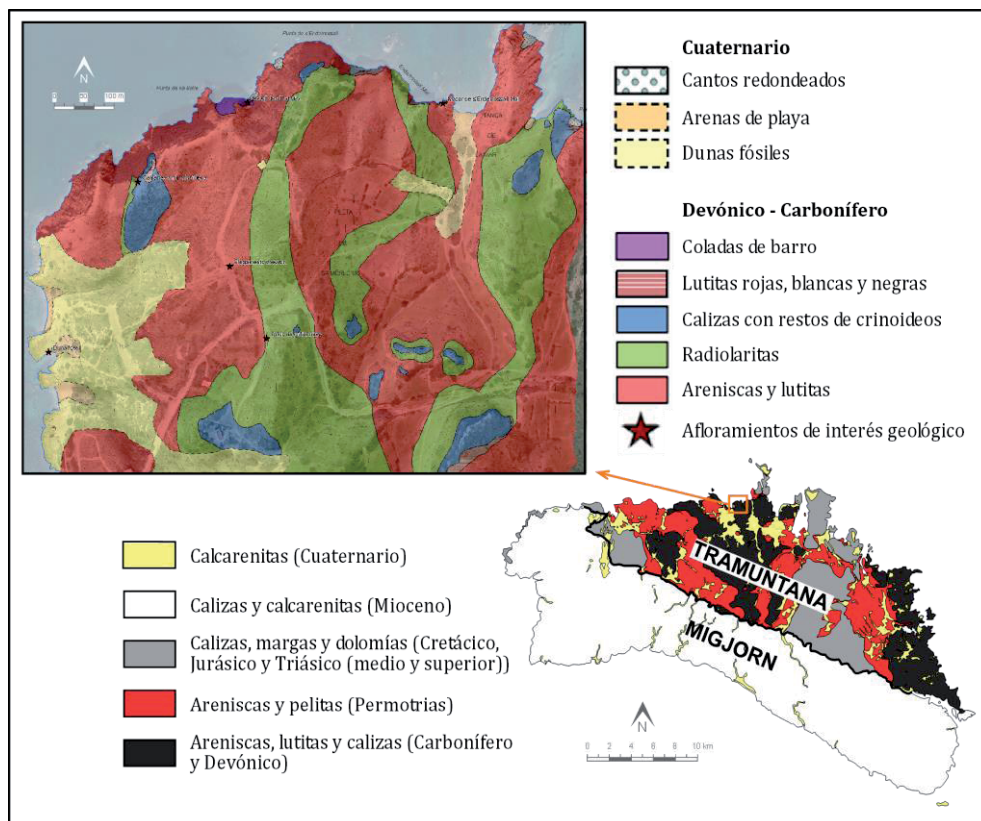 N
Cuaternario
Cantos redondeados
Arenas de playa
Dunas fósiles
Devónico - Carbonífero
Coladas de barro
Lutitas rojas, blancas y negras
Calizas con restos de crinoideos
Radiolaritas
Areniscas y lutitas
Afloramientos de interés geológico
Calcarenitas (Cuaternario)
Calizas y calcarenitas (Mioceno)
Calizas, margas y dolomías (Cretácico,
Jurásico y Triásico (medio y superior))
Areniscas y pelitas (Permotrias)
Areniscas, lutitas y calizas (Carbonífero
y Devónico)
TRAMUNTANA
MIGJORN
N
0 2 4 6 8 10 km